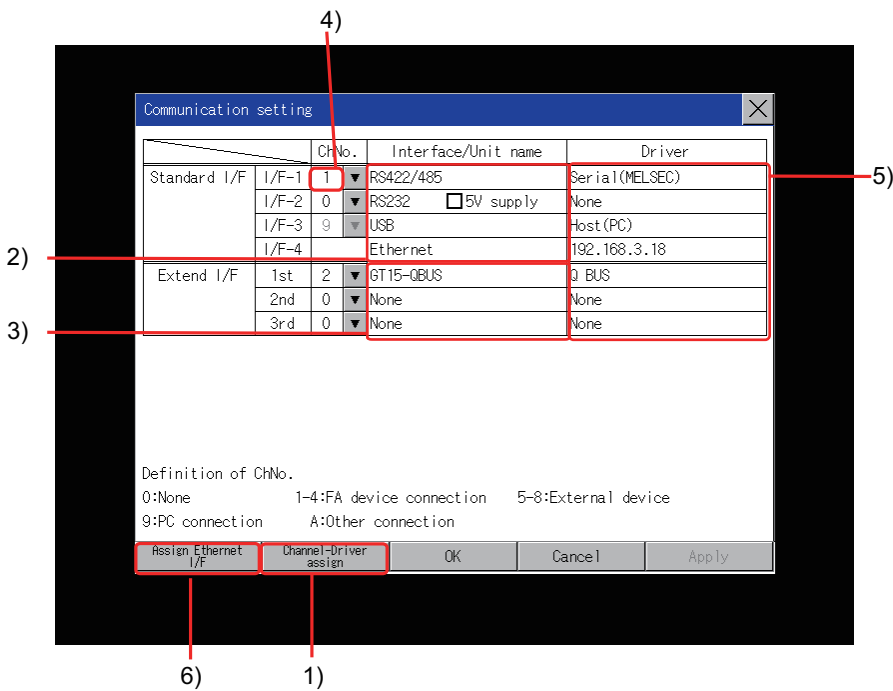 4)
Communication setting
ChNo. Interface/Unit name Driver
Standard I/F I/F-1 1 ▼ RS422/485 Serial(MELSEC)
5)
I/F-2 0 ▼ RS232 5V supply None
I/F-3 9 ▼ USB Host(PC)
I/F-4 Ethernet 192.168.3.18
2)
Extend I/F 1st 2 ▼ GT15-QBUS Q BUS
2nd 0 ▼ None None
3rd 0 ▼ None None
3)
Definition of ChNo.
0:None 1-4:FA device connection 5-8:External device
9:PC connection A:Other connection
Assign Ethernet I/F Channel-Driver assign OK Cancel Apply
6) 1)